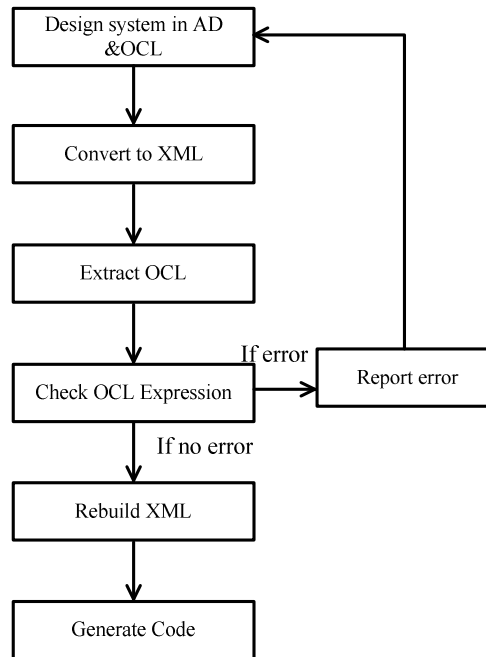 Design system in AD
&OCL
Convert to XML
Extract OCL
If error
Check OCL Expression
Report error
If no error
Rebuild XML
Generate Code